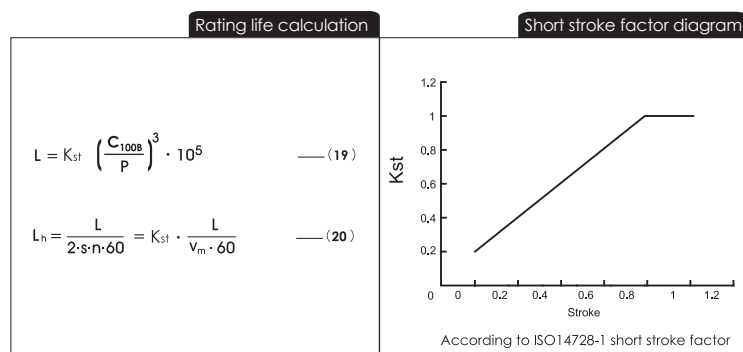 Rating life calculation
L = Kst (C100B / P)^3 · 10^5 —(19)
Lh = L / 2·s·n·60 = Kst · L / vm · 60 —(20)
Short stroke factor diagram
1.2
1
0.8
0.6
0.4
0.2
0
Kst
0 0.2 0.4 0.6 0.8 1 1.2
Stroke
According to ISO14728-1 short stroke factor